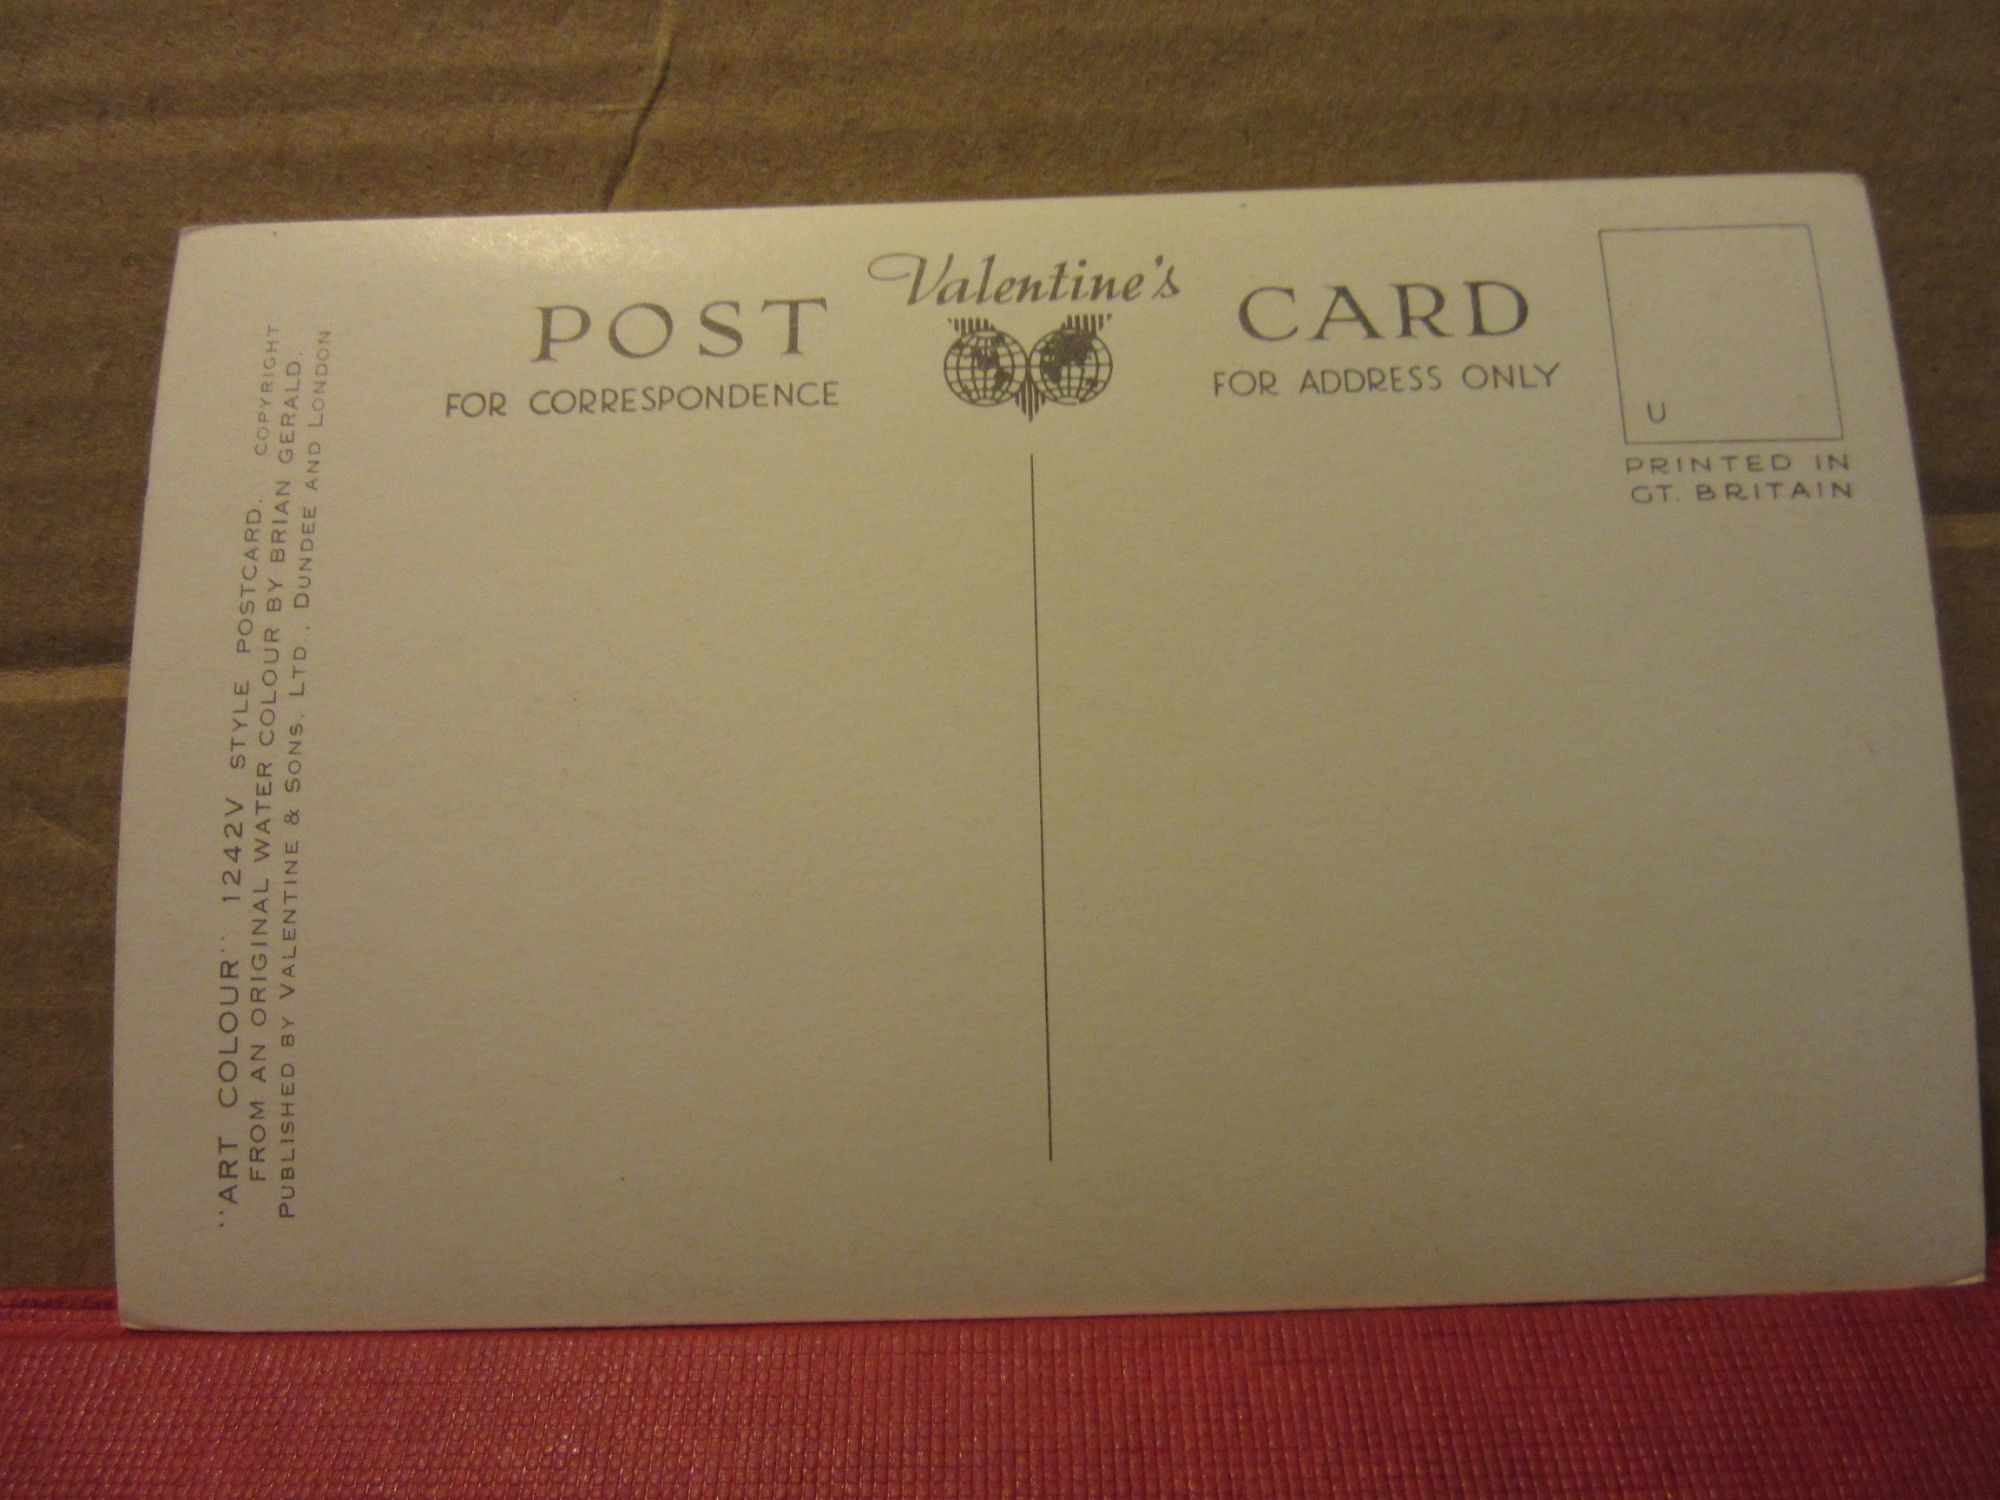 Valentine's
POST CARD
FOR CORRESPONDENCE
FOR ADDRESS ONLY
U
PRINTED IN
GT. BRITAIN
"ART COLOUR" 1242V STYLE POSTCARD. COPYRIGHT
FROM AN ORIGINAL WATER COLOUR BY BRIAN GERALD.
PUBLISHED BY VALENTINE & SONS. LTD., DUNDEE AND LONDON